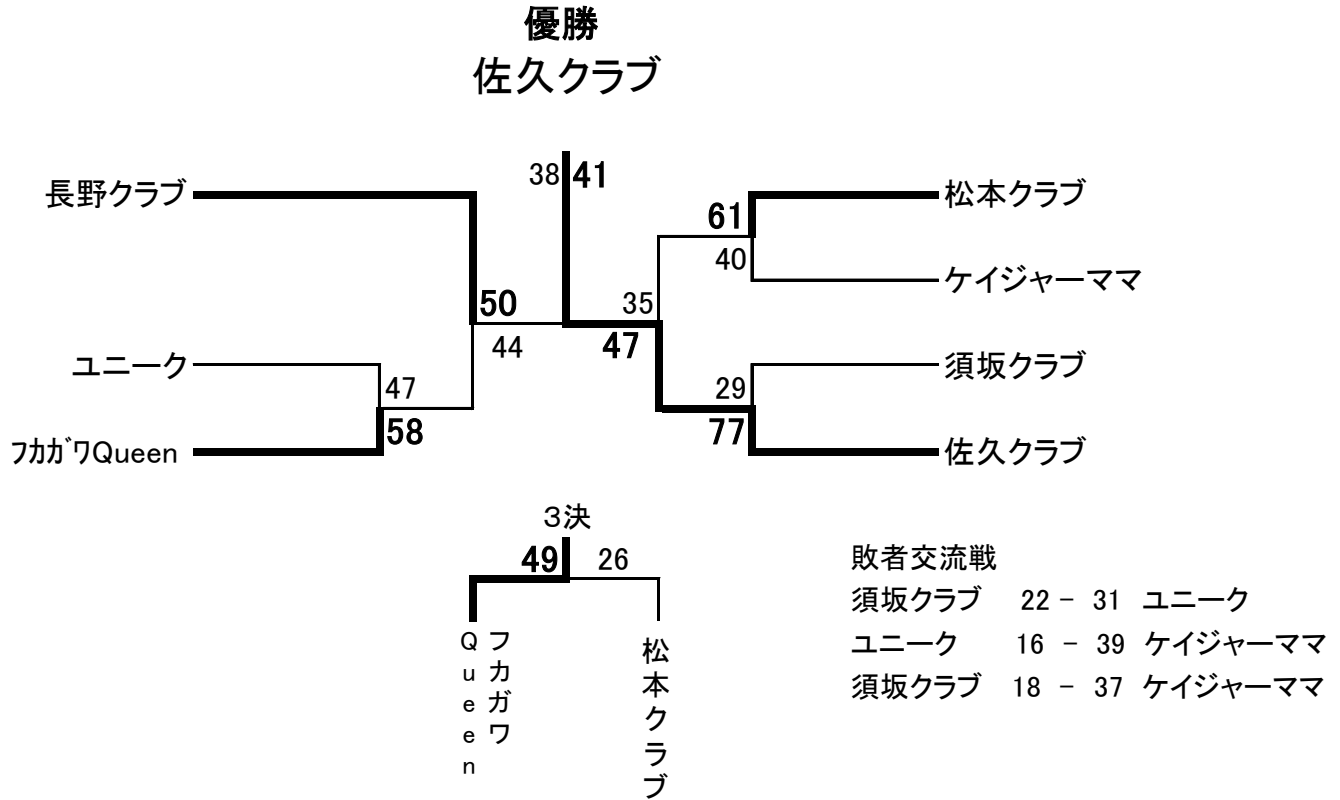 優勝
佐久クラブ
38 41
長野クラブ
松本クラブ
61
40
ケイジャーママ
50
35
44
47
ユニーク
須坂クラブ
47
29
58
77
ﾌｶｶﾞワQueen
佐久クラブ
３決
49 26
フカガワ
Queen
松本クラブ
敗者交流戦
須坂クラブ 22 － 31 ユニーク
ユニーク 16 － 39 ケイジャーママ
須坂クラブ 18 － 37 ケイジャーママ